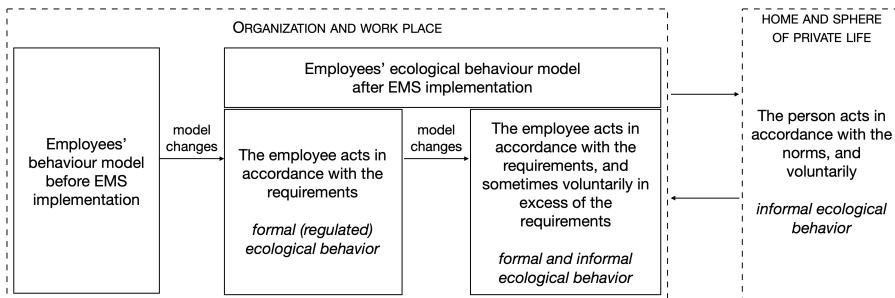 ORGANIZATION AND WORK PLACE
HOME AND SPHERE
OF PRIVATE LIFE
Employees’
behaviour model
before EMS
implementation
model
changes
Employees’ ecological behaviour model
after EMS implementation
The employee acts in
accordance with the
requirements
formal (regulated)
ecological behavior
model
changes
The employee acts in
accordance with the
requirements, and
sometimes voluntarily in
excess of the
requirements
formal and informal
ecological behavior
The person acts in
accordance with the
norms, and
voluntarily
informal ecological
behavior